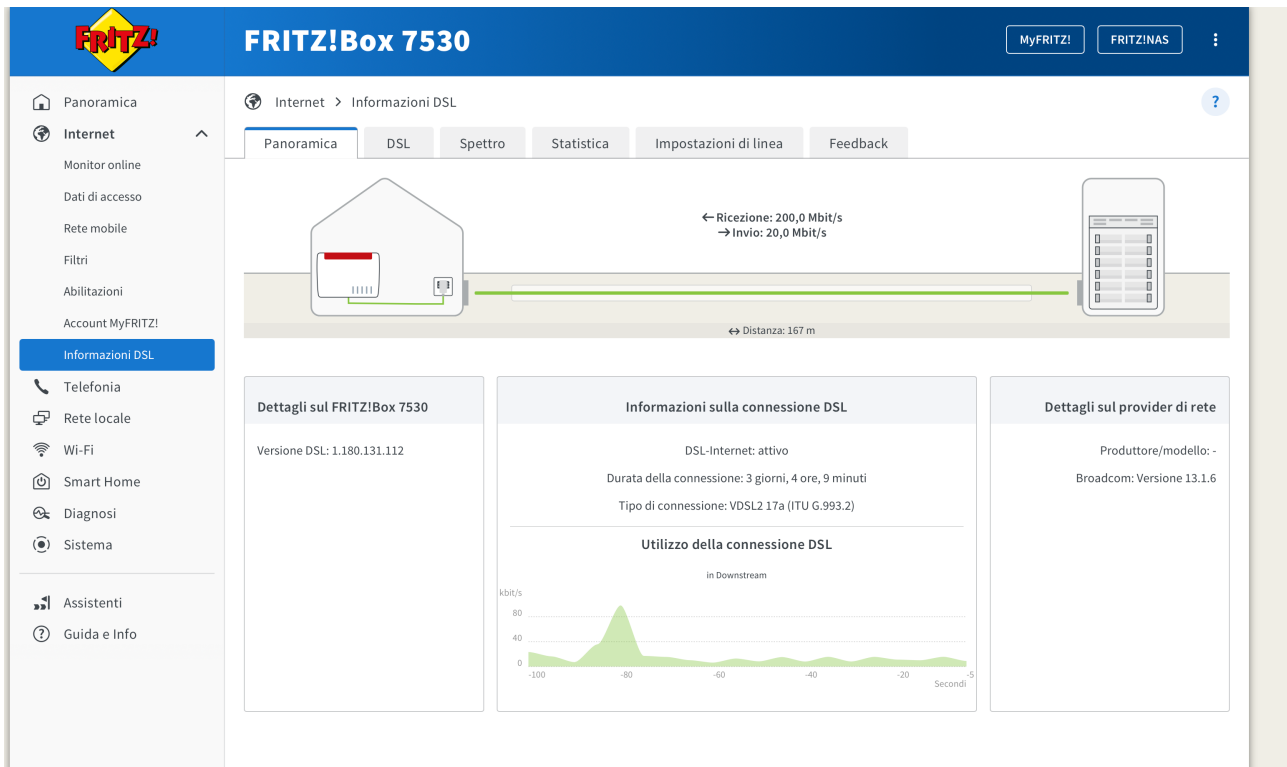 FRITZ!
FRITZ!Box 7530
MyFRITZ!
FRITZ!NAS
Panoramica
Internet
Monitor online
Dati di accesso
Rete mobile
Filtri
Abilitazioni
Account MyFRITZ!
Informazioni DSL
Telefonia
Rete locale
Wi-Fi
Smart Home
Diagnosi
Sistema
Assistenti
Guida e Info
Internet > Informazioni DSL
?
Panoramica
DSL
Spettro
Statistica
Impostazioni di linea
Feedback
← Ricezione: 200,0 Mbit/s
→ Invio: 20,0 Mbit/s
↔ Distanza: 167 m
Dettagli sul FRITZ!Box 7530
Versione DSL: 1.180.131.112
Informazioni sulla connessione DSL
DSL-Internet: attivo
Durata della connessione: 3 giorni, 4 ore, 9 minuti
Tipo di connessione: VDSL2 17a (ITU G.993.2)
Utilizzo della connessione DSL
in Downstream
kbit/s
80
40
0
-100 -80 -60 -40 -20 -5
Secondi
Dettagli sul provider di rete
Produttore/modello: -
Broadcom: Versione 13.1.6